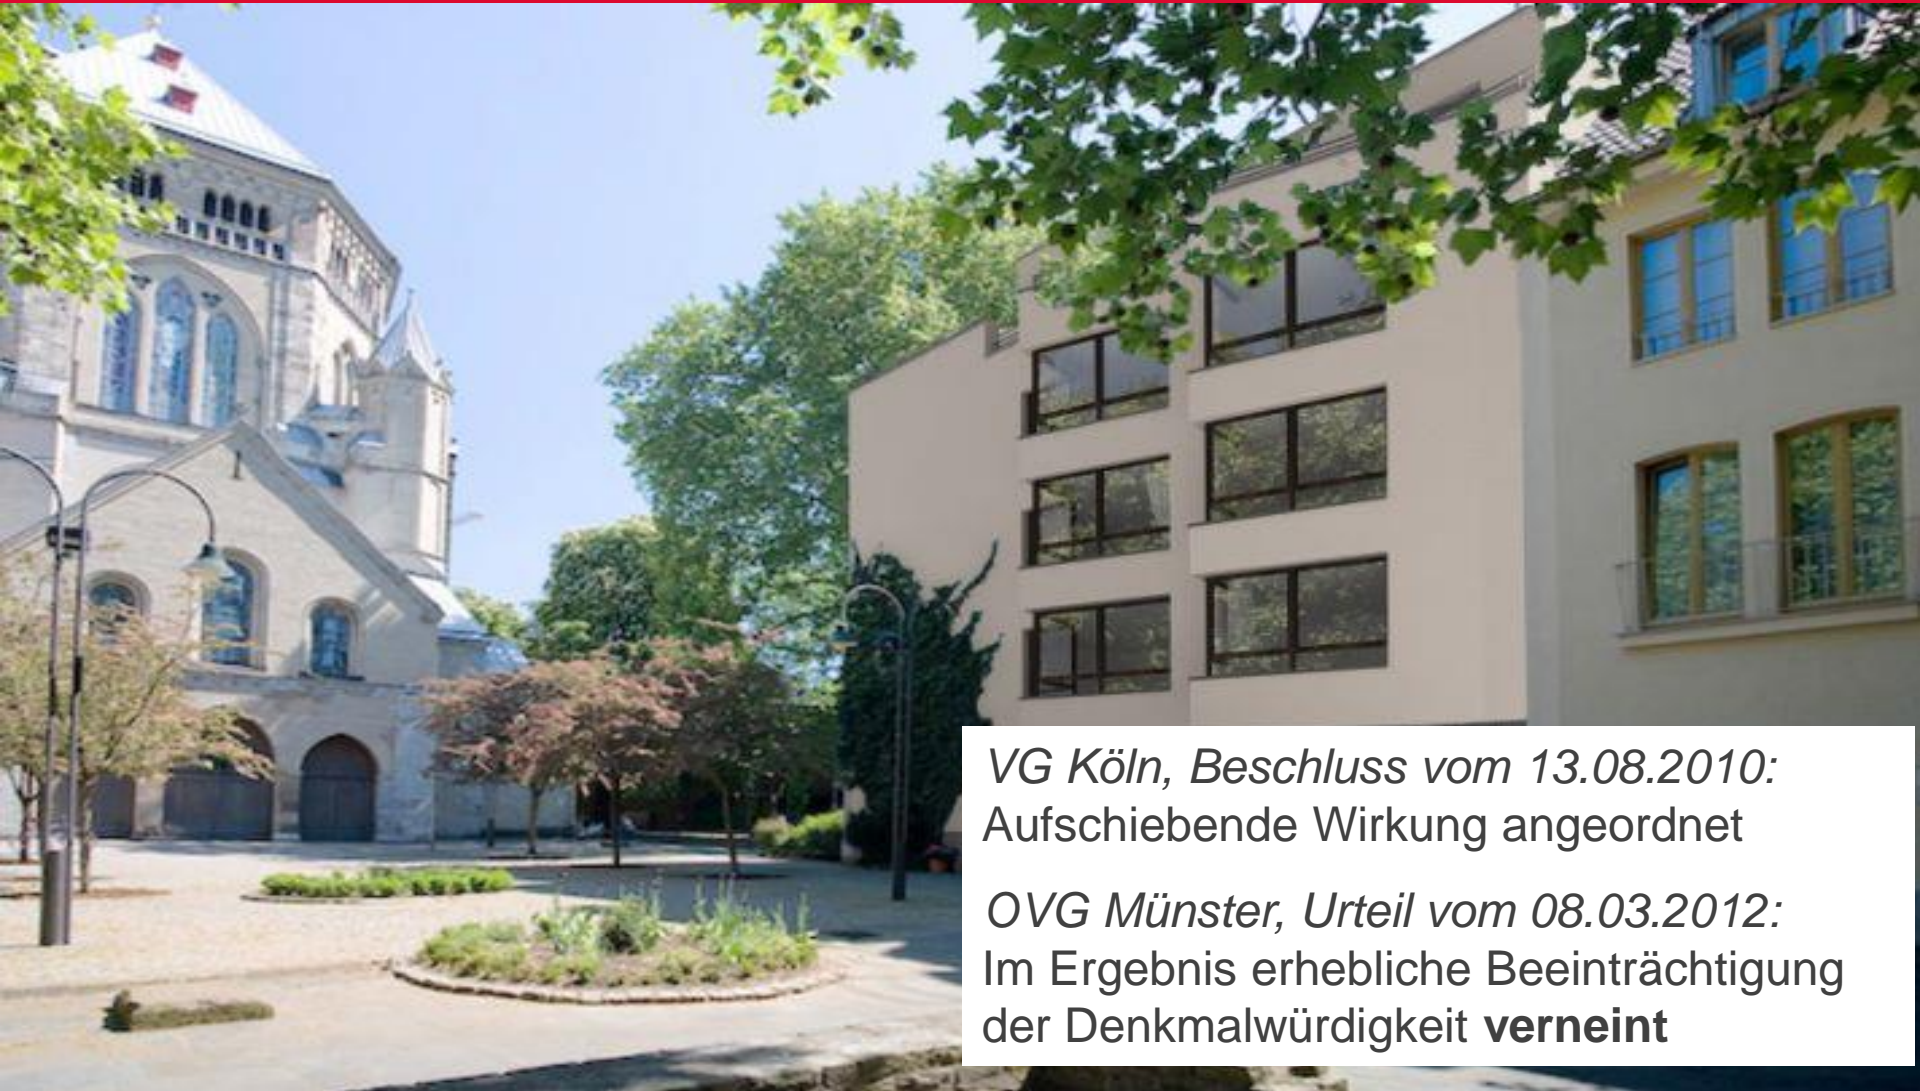 VG Köln, Beschluss vom 13.08.2010:
Aufschiebende Wirkung angeordnet
OVG Münster, Urteil vom 08.03.2012:
Im Ergebnis erhebliche Beeinträchtigung
der Denkmalwürdigkeit verneint